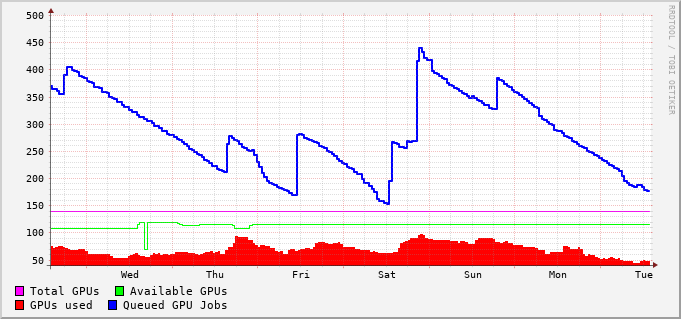 500
450
400
350
300
250
200
150
100
50
Wed Thu Fri Sat Sun Mon Tue
RRDTOOL / TOBI OETIKER
Total GPUs Available GPUs
GPUs used Queued GPU Jobs